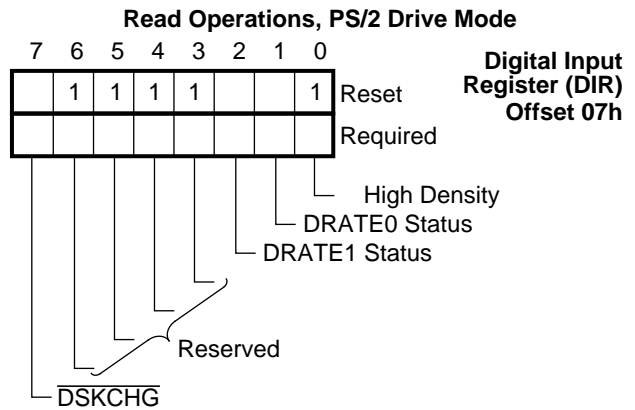 Read Operations, PS/2 Drive Mode
7 6 5 4 3 2 1 0
Digital Input
Register (DIR)
Offset 07h
1 1 1 1 1 Reset
Required
High Density
DRATE0 Status
DRATE1 Status
Reserved
DSKCHG